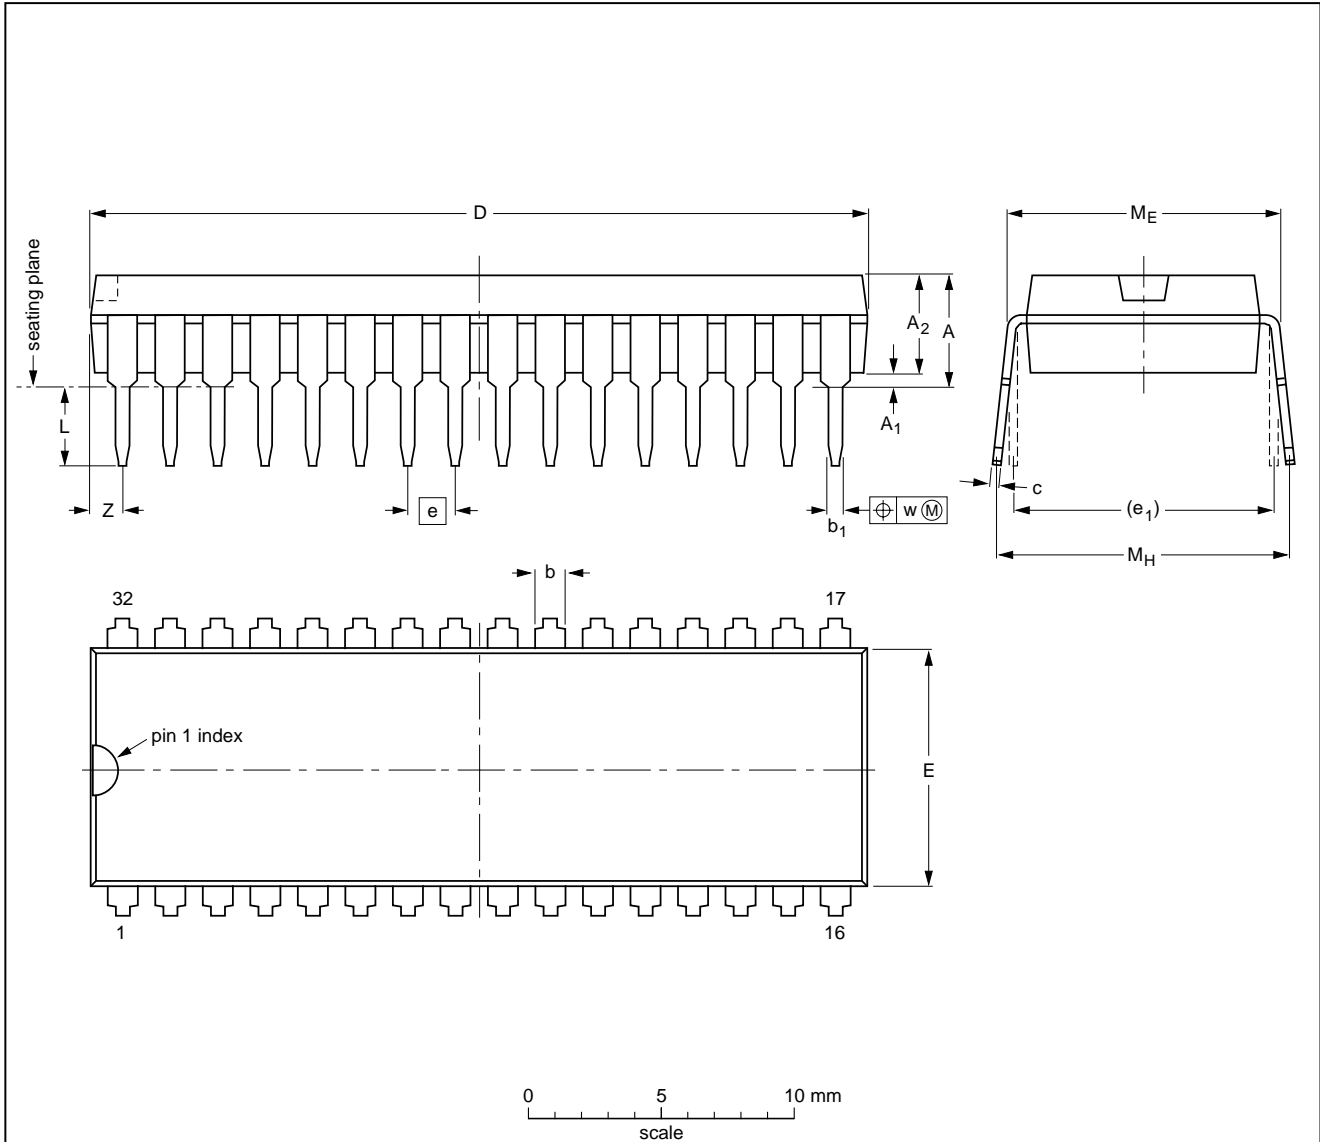 D
M_E
seating plane
A_2
A
L
A_1
Z
e
b_1
w M
c
(e_1)
M_H
b
32
17
pin 1 index
E
1
16
0 5 10 mm
scale